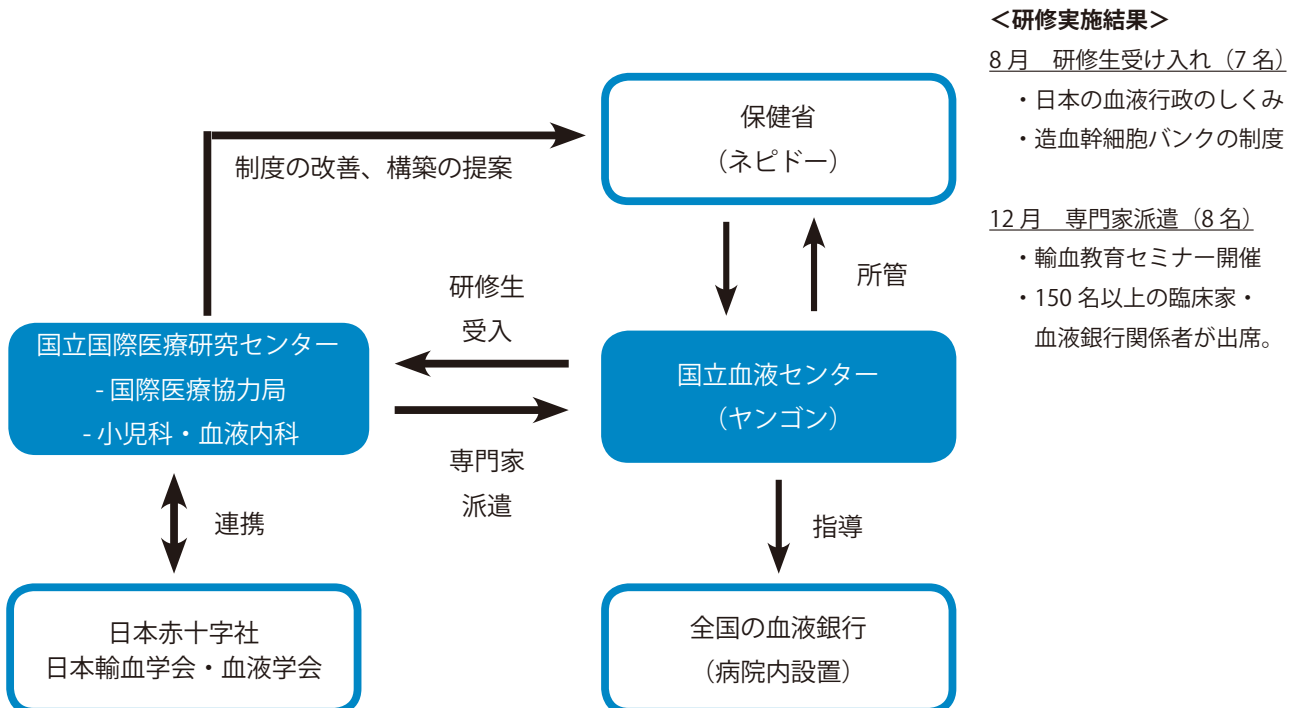 保健省
（ネピドー）
制度の改善、構築の提案
所管
研修生
受入
国立国際医療研究センター
- 国際医療協力局
- 小児科・血液内科
国立血液センター
（ヤンゴン）
専門家
派遣
連携
指導
日本赤十字社
日本輸血学会・血液学会
全国の血液銀行
（病院内設置）
＜研修実施結果＞
8 月　研修生受け入れ（7 名）
・日本の血液行政のしくみ
・造血幹細胞バンクの制度
12 月　専門家派遣（8 名）
・輸血教育セミナー開催
・150 名以上の臨床家・
血液銀行関係者が出席。